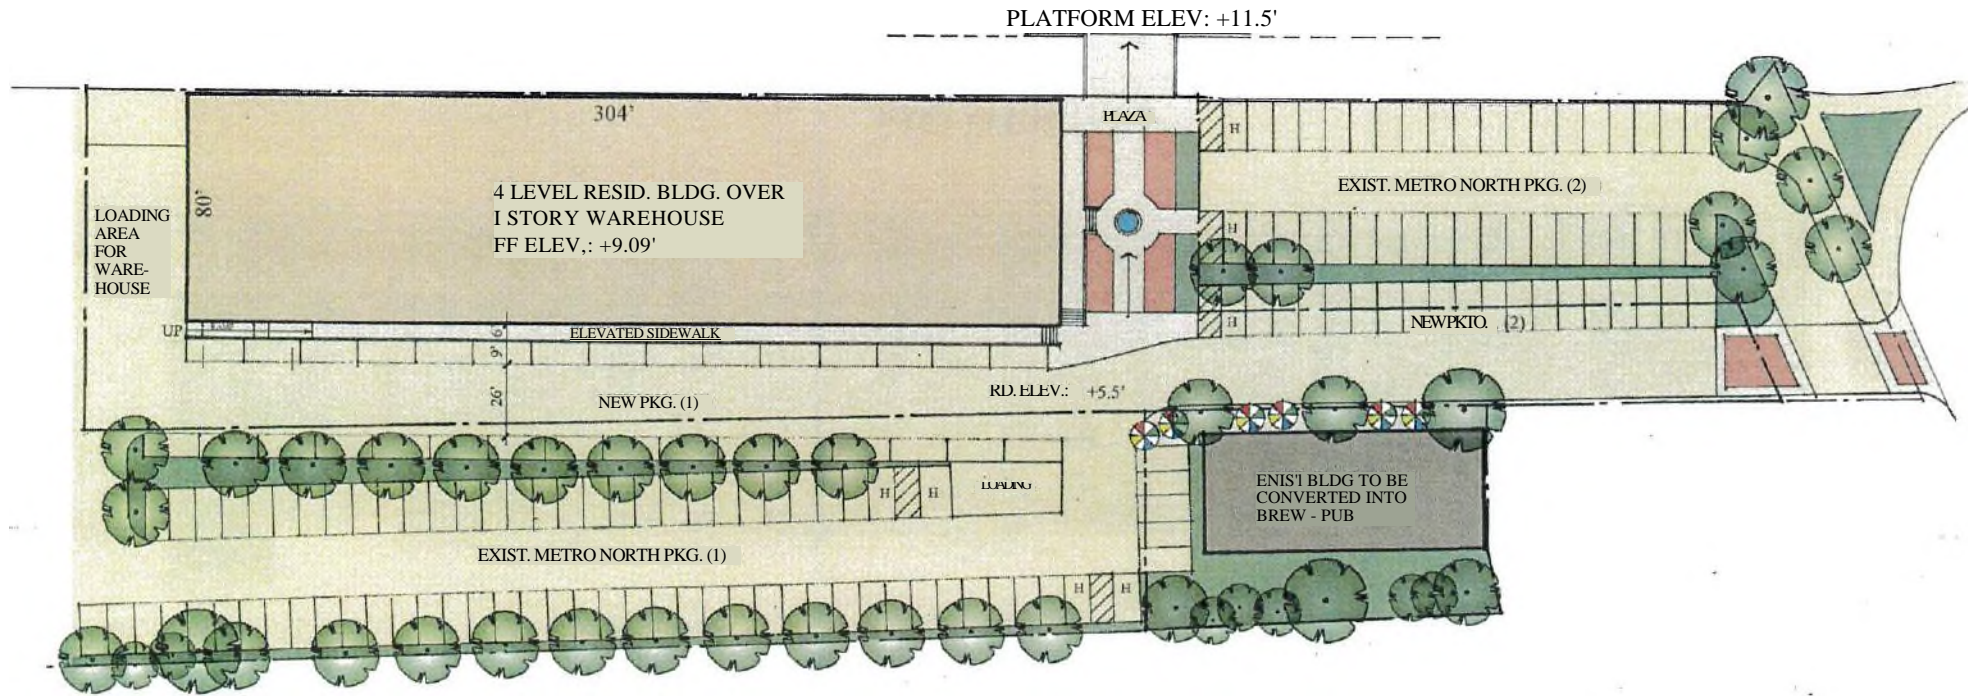 PLATFORM ELEV: +11.5'
304'
80'
4 LEVEL RESID. BLDG. OVER
I STORY WAREHOUSE
FF ELEV,: +9.09'
LOADING
AREA
FOR
WARE-
HOUSE
UP
ELEVATED SIDEWALK
6'
9'
26'
NEW PKG. (1)
RD. ELEV.: +5.5'
HLAZA
H
EXIST. METRO NORTH PKG. (2)
H
H
NEWPKTO. (2)
H
H
LOADING
EXIST. METRO NORTH PKG. (1)
H
H
ENIS'I BLDG TO BE
CONVERTED INTO
BREW - PUB